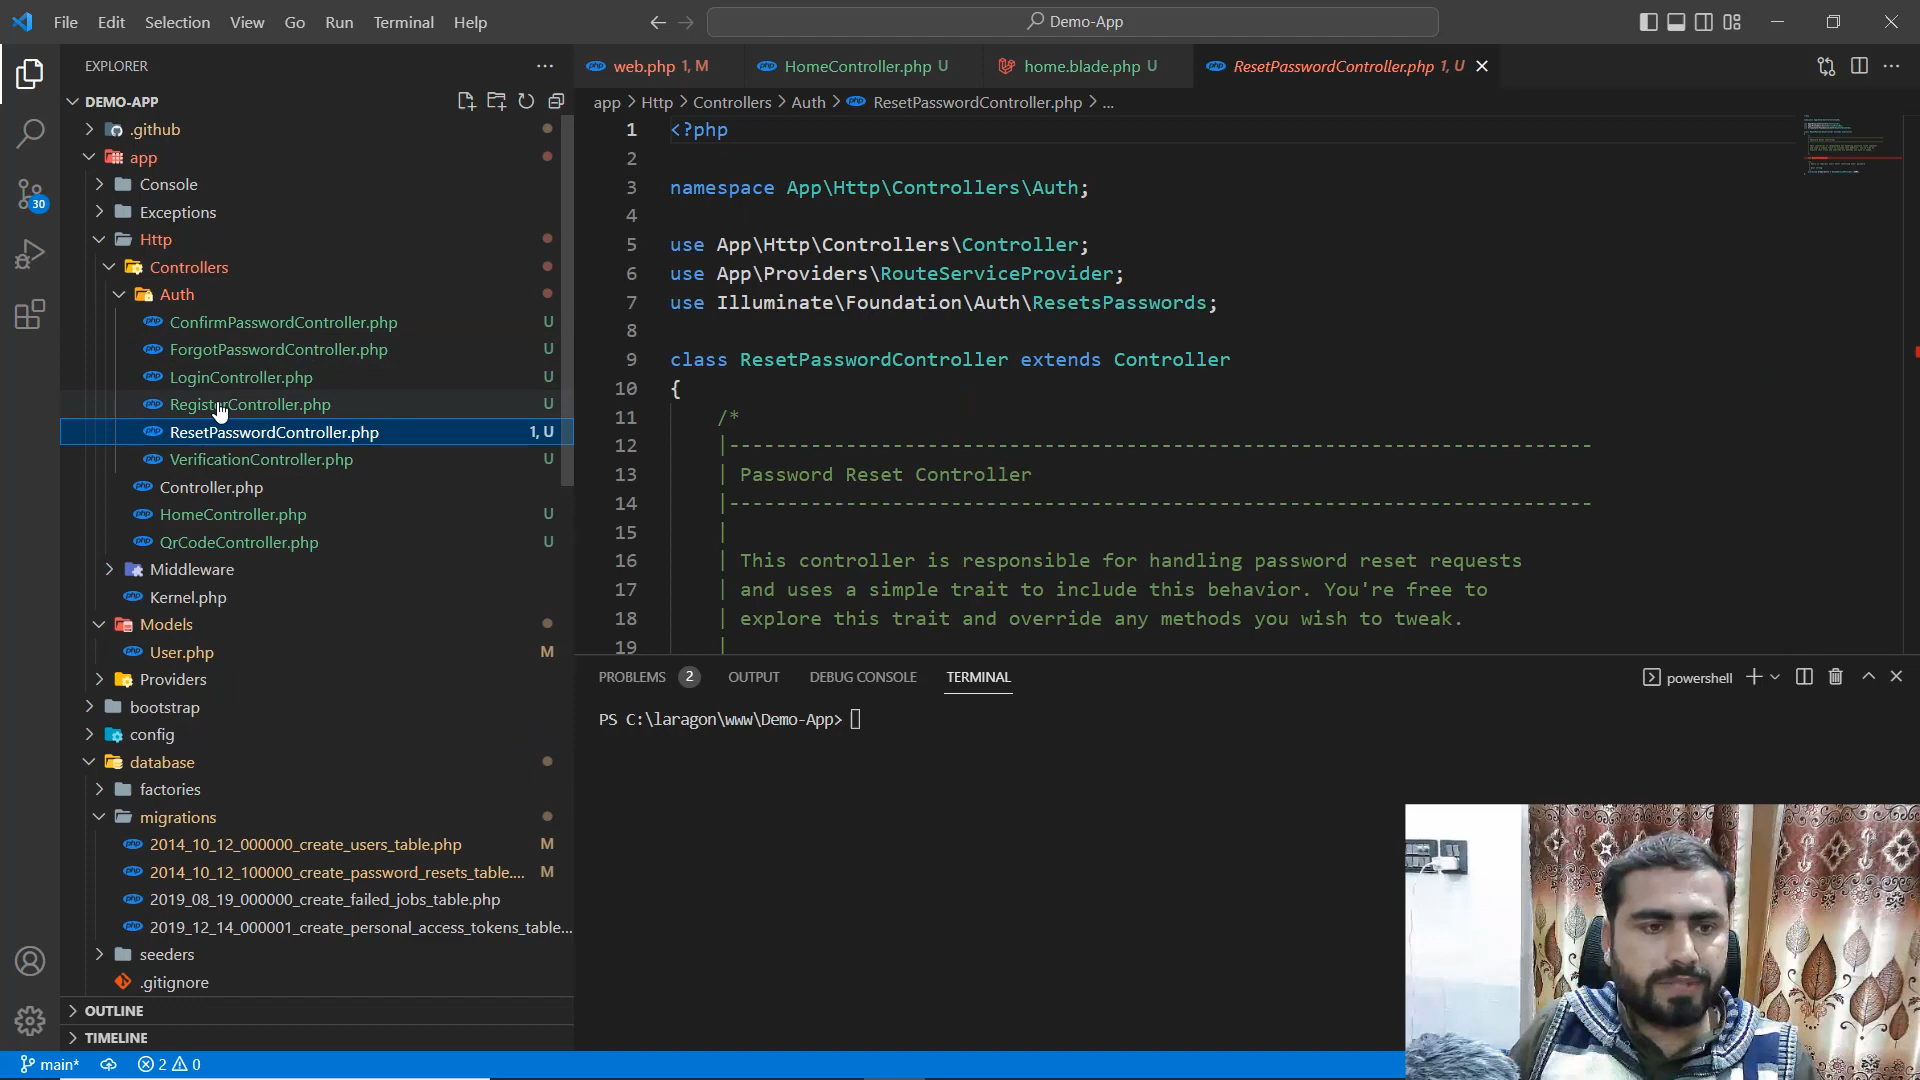 File Edit Selection View Go Run Terminal Help
Demo-App
EXPLORER
DEMO-APP
.github
app
Console
Exceptions
Http
Controllers
Auth
ConfirmPasswordController.php U
ForgotPasswordController.php U
LoginController.php U
RegisterController.php U
ResetPasswordController.php 1, U
VerificationController.php U
Controller.php
HomeController.php U
QrCodeController.php U
Middleware
Kernel.php
Models
User.php M
Providers
bootstrap
config
database
factories
migrations
2014_10_12_000000_create_users_table.php M
2014_10_12_100000_create_password_resets_table.... M
2019_08_19_000000_create_failed_jobs_table.php
2019_12_14_000001_create_personal_access_tokens_table...
seeders
.gitignore
OUTLINE
TIMELINE
30
web.php 1, M HomeController.php U home.blade.php U ResetPasswordController.php 1, U
app > Http > Controllers > Auth > ResetPasswordController.php > ...
1 <?php
2
3 namespace App\Http\Controllers\Auth;
4
5 use App\Http\Controllers\Controller;
6 use App\Providers\RouteServiceProvider;
7 use Illuminate\Foundation\Auth\ResetsPasswords;
8
9 class ResetPasswordController extends Controller
10 {
11 /*
12 |--------------------------------------------------------------------------
13 | Password Reset Controller
14 |--------------------------------------------------------------------------
15 |
16 | This controller is responsible for handling password reset requests
17 | and uses a simple trait to include this behavior. You're free to
18 | explore this trait and override any methods you wish to tweak.
19 |
PROBLEMS 2 OUTPUT DEBUG CONSOLE TERMINAL powershell
PS C:\laragon\www\Demo-App>
main* 2 0